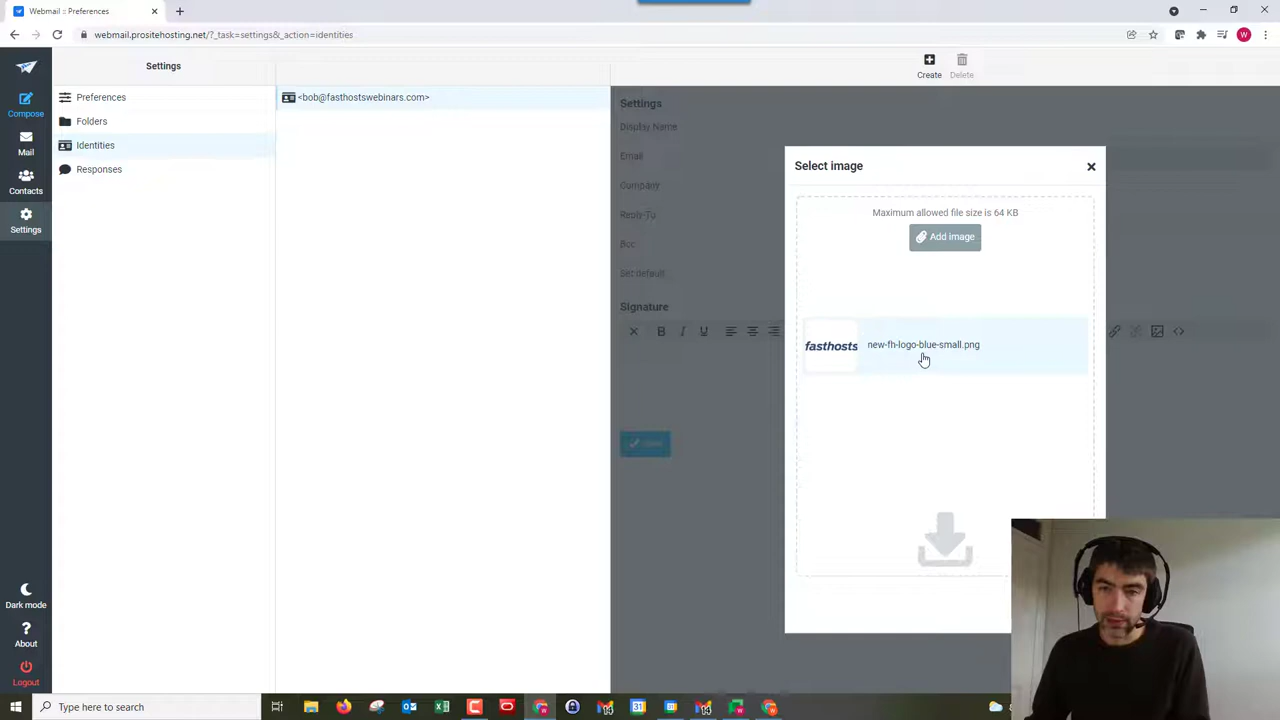 Webmail :: Preferences
webmail.prositehosting.net/?_task=settings&_action=identities
W
Compose
Mail
Contacts
Settings
Dark mode
About
Logout
Settings
Preferences
Folders
Identities
Responses
<bob@fasthostswebinars.com>
Create
Delete
Settings
Display Name
Email
Company
Reply-To
Bcc
Set default
Signature
B I U
Select image
Maximum allowed file size is 64 KB
Add image
fasthosts
new-fh-logo-blue-small.png
Type here to search
31